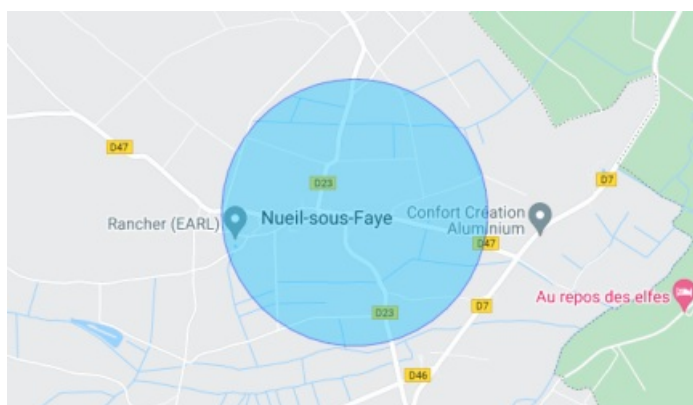 D47
D23
D7
Rancher (EARL)
Nueil-sous-Faye
Confort Création
Aluminium
D47
Au repos des elfes
D23
D7
D46